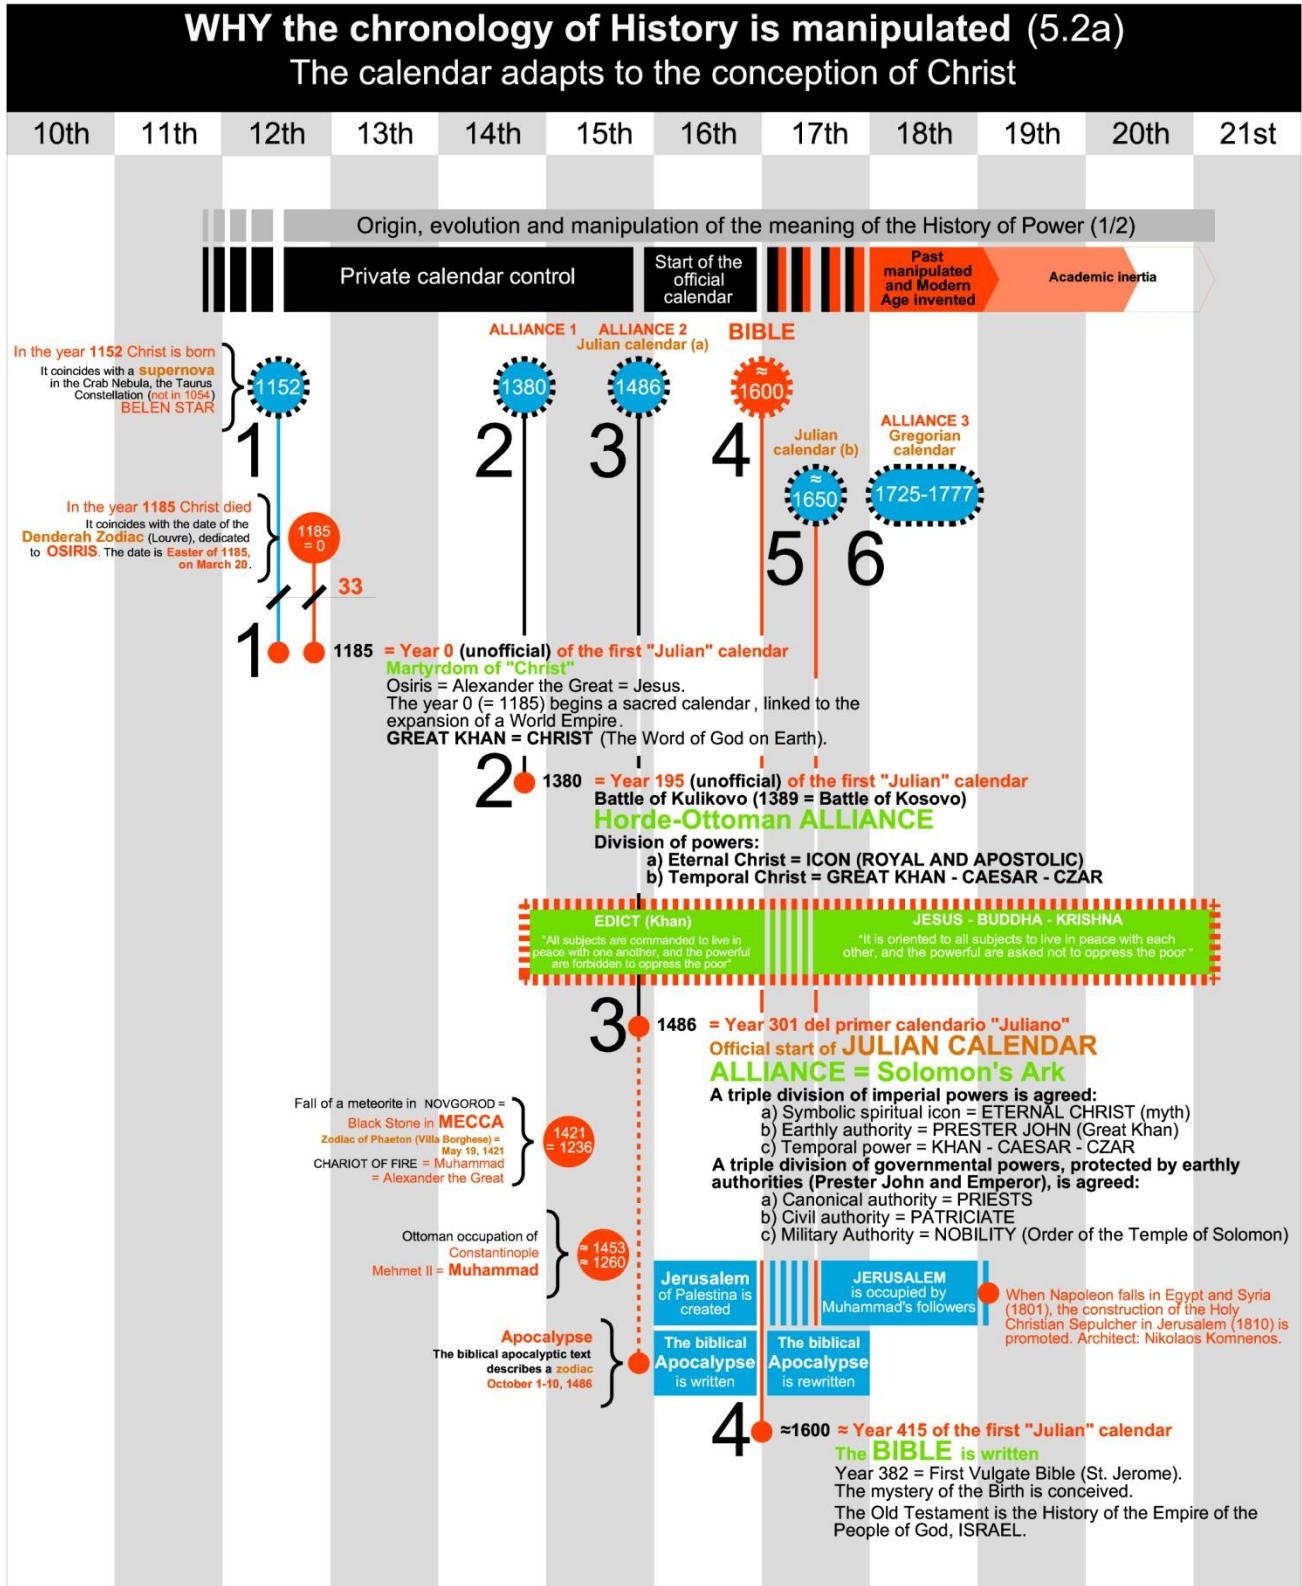 WHY the chronology of History is manipulated (5.2a)
The calendar adapts to the conception of Christ
10th 11th 12th 13th 14th 15th 16th 17th 18th 19th 20th 21st
Origin, evolution and manipulation of the meaning of the History of Power (1/2)
Private calendar control
Start of the
official
calendar
Past
manipulated
and Modern
Age invented
Academic inertia
In the year 1152 Christ is born
It coincides with a supernova
in the Crab Nebula, the Taurus
Constellation (not in 1054)
BELEN STAR
1152
1
ALLIANCE 1
1380
2
ALLIANCE 2
Julian calendar (a)
1486
3
BIBLE
≈
1600
4
Julian
calendar (b)
≈
1650
5
ALLIANCE 3
Gregorian
calendar
1725-1777
6
In the year 1185 Christ died
It coincides with the date of the
Denderah Zodiac (Louvre), dedicated
to OSIRIS. The date is Easter of 1185,
on March 20.
1185
= 0
33
1
1185 = Year 0 (unofficial) of the first "Julian" calendar
Martyrdom of "Christ"
Osiris = Alexander the Great = Jesus.
The year 0 (= 1185) begins a sacred calendar, linked to the
expansion of a World Empire.
GREAT KHAN = CHRIST (The Word of God on Earth).
2
1380 = Year 195 (unofficial) of the first "Julian" calendar
Battle of Kulikovo (1389 = Battle of Kosovo)
Horde-Ottoman ALLIANCE
Division of powers:
a) Eternal Christ = ICON (ROYAL AND APOSTOLIC)
b) Temporal Christ = GREAT KHAN - CAESAR - CZAR
EDICT (Khan)
"All subjects are commanded to live in
peace with one another, and the powerful
are forbidden to oppress the poor"
JESUS - BUDDHA - KRISHNA
"It is oriented to all subjects to live in peace with each
other, and the powerful are asked not to oppress the poor"
3
1486 = Year 301 del primer calendario "Juliano"
Official start of JULIAN CALENDAR
ALLIANCE = Solomon's Ark
A triple division of imperial powers is agreed:
a) Symbolic spiritual icon = ETERNAL CHRIST (myth)
b) Earthly authority = PRESTER JOHN (Great Khan)
c) Temporal power = KHAN - CAESAR - CZAR
A triple division of governmental powers, protected by earthly
authorities (Prester John and Emperor), is agreed:
a) Canonical authority = PRIESTS
b) Civil authority = PATRICIATE
c) Military Authority = NOBILITY (Order of the Temple of Solomon)
Fall of a meteorite in NOVGOROD =
Black Stone in MECCA
Zodiac of Phaeton (Villa Borghese) =
May 19, 1421
CHARIOT OF FIRE = Muhammad
= Alexander the Great
1421
= 1236
Ottoman occupation of
Constantinople
Mehmet II = Muhammad
≈ 1453
≈ 1260
Jerusalem
of Palestina is
created
JERUSALEM
is occupied by
Muhammad's followers
When Napoleon falls in Egypt and Syria
(1801), the construction of the Holy
Christian Sepulcher in Jerusalem (1810) is
promoted. Architect: Nikolaos Komnenos.
Apocalypse
The biblical apocalyptic text
describes a zodiac
October 1-10, 1486
The biblical
Apocalypse
is written
The biblical
Apocalypse
is rewritten
4
≈1600 ≈ Year 415 of the first "Julian" calendar
The BIBLE is written
Year 382 = First Vulgate Bible (St. Jerome).
The mystery of the Birth is conceived.
The Old Testament is the History of the Empire of the
People of God, ISRAEL.